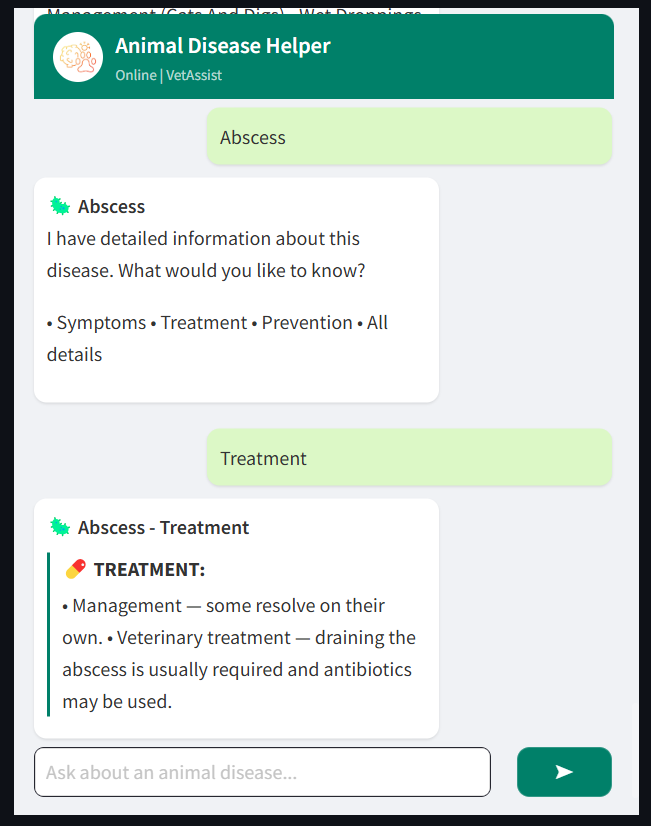 Management (Cats And Digs) - Wet Droppings
Animal Disease Helper
Online | VetAssist
Abscess
Abscess
I have detailed information about this
disease. What would you like to know?
• Symptoms • Treatment • Prevention • All
details
Treatment
Abscess - Treatment
TREATMENT:
• Management — some resolve on their
own. • Veterinary treatment — draining the
abscess is usually required and antibiotics
may be used.
Ask about an animal disease...